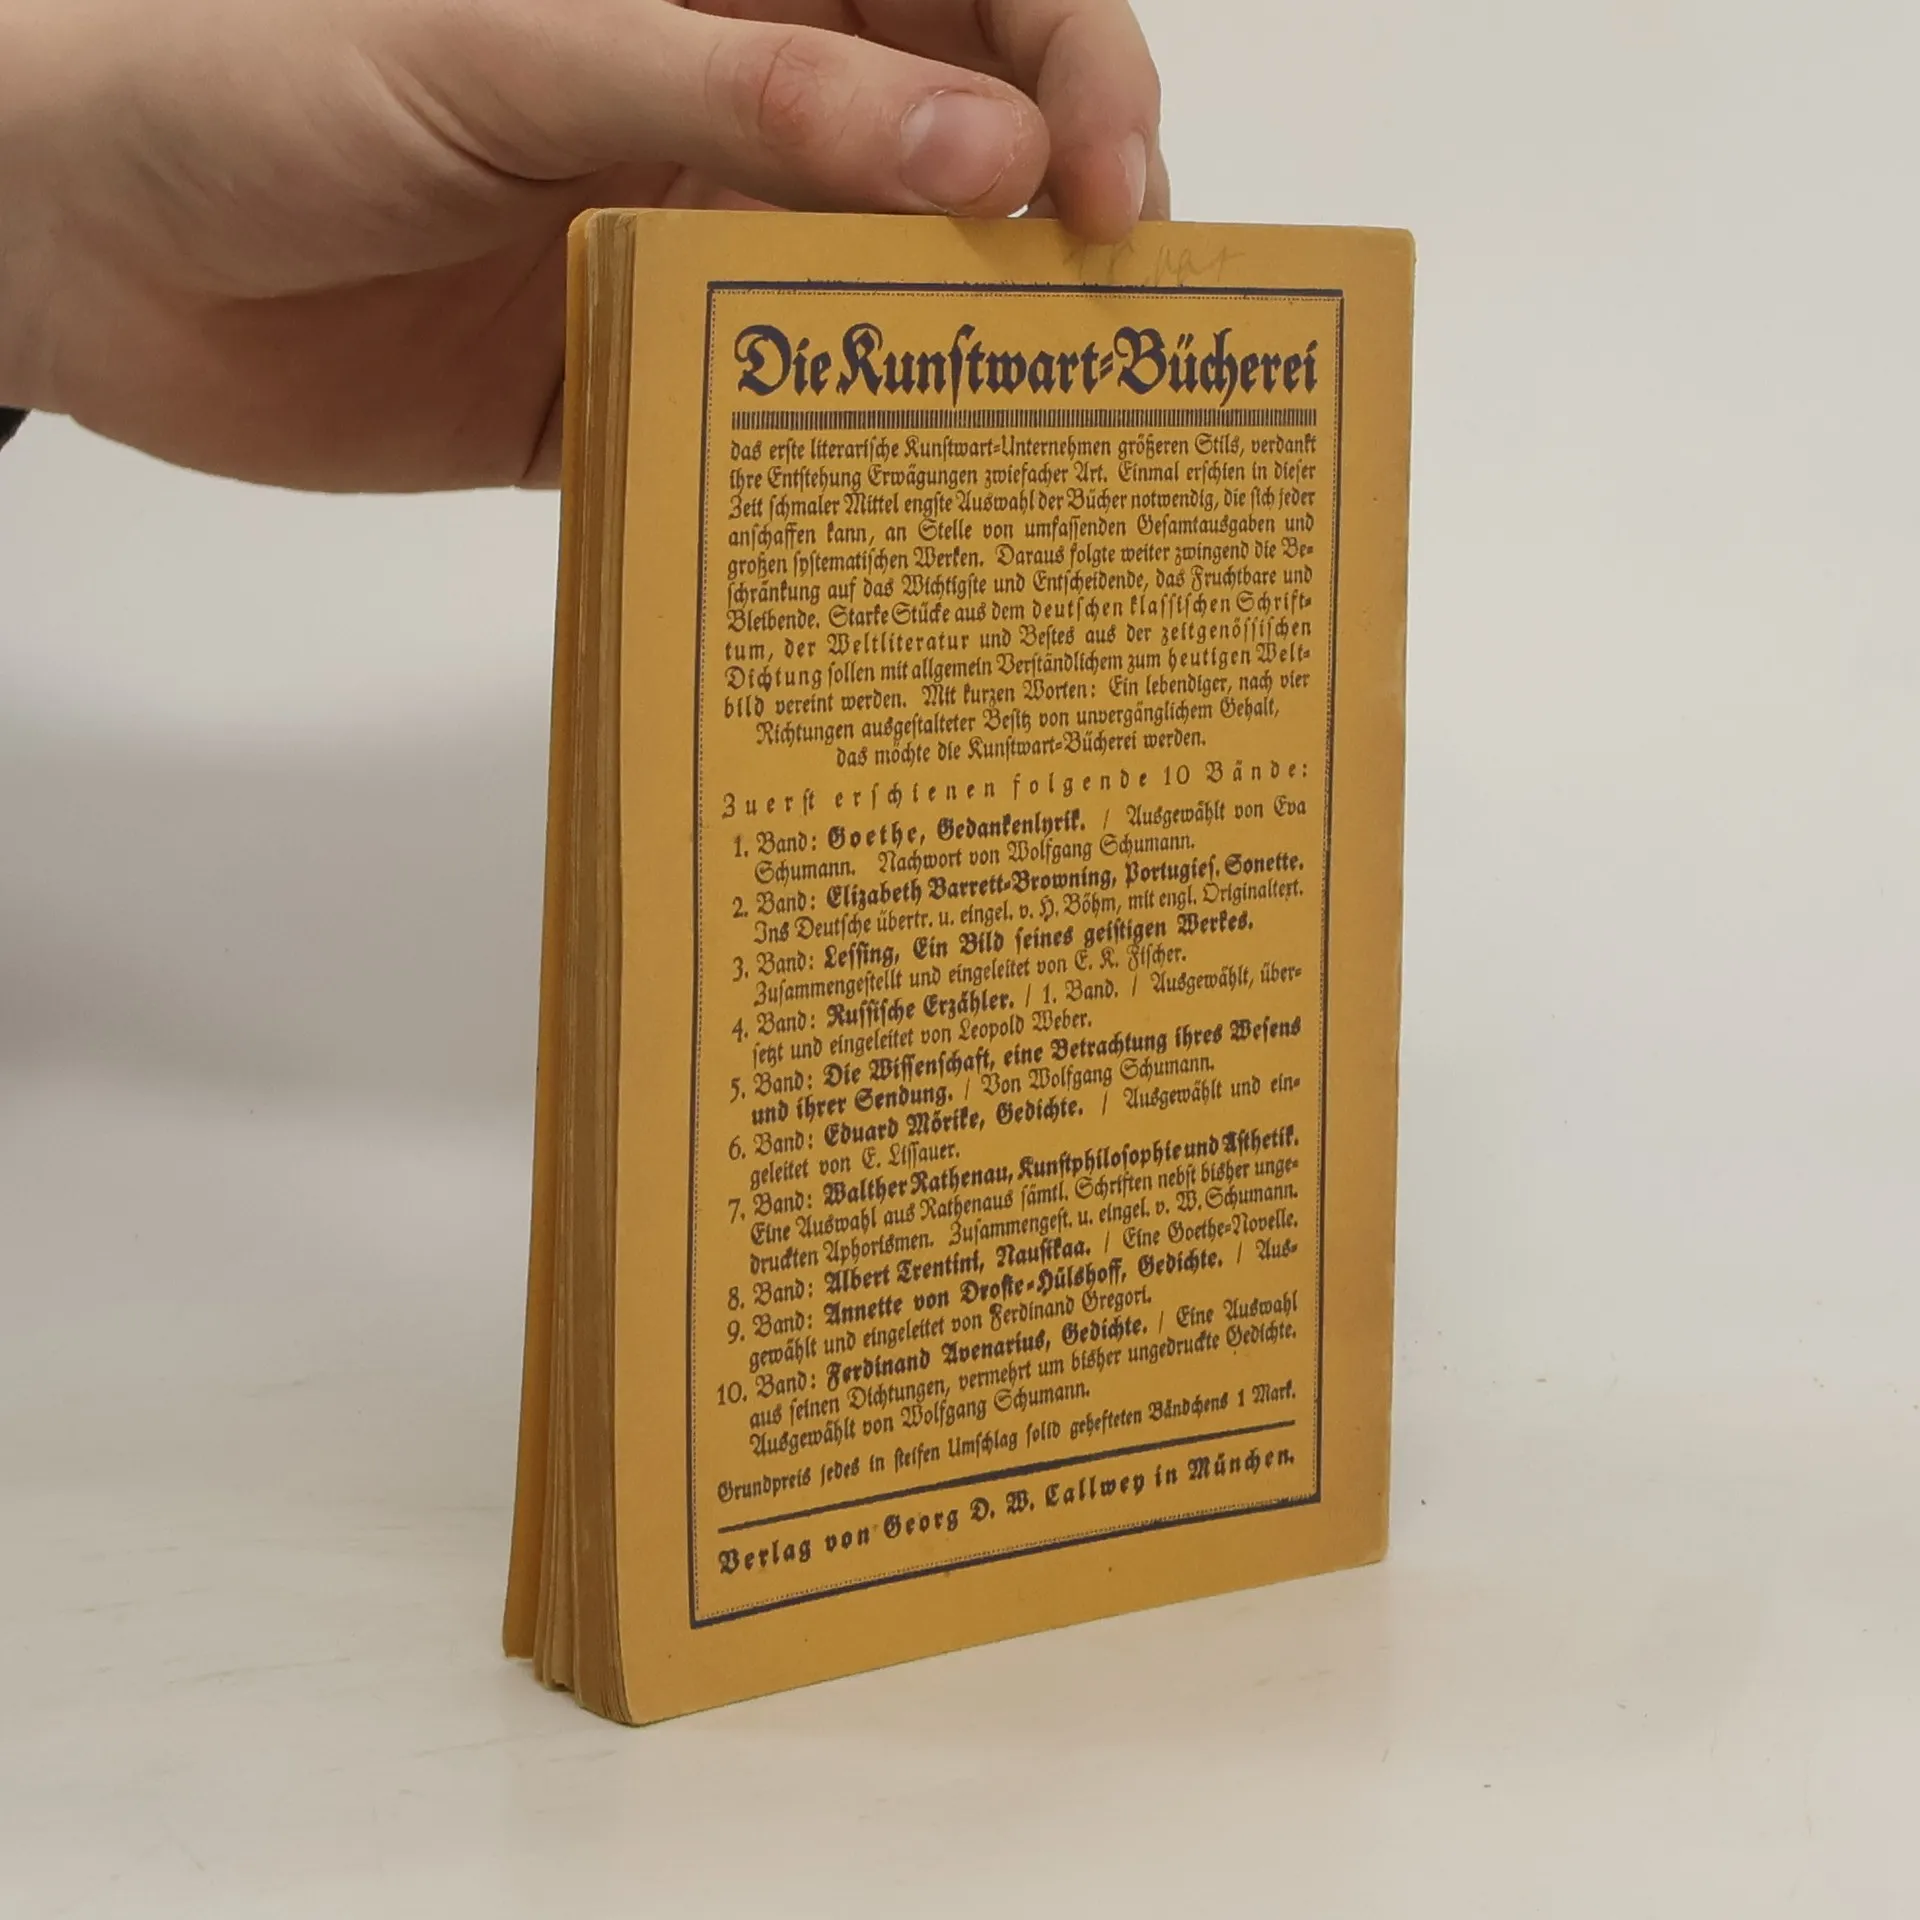 Die Kunstwart-Bücherei
das erste literarische Kunstwart-Unternehmen größeren Stils, verdankt
ihre Entstehung Erwägungen zwiefacher Art. Einmal erschien in dieser
Zeit schmaler Mittel engste Auswahl der Bücher notwendig, die sich jeder
anschaffen kann, an Stelle von umfassenden Gesamtausgaben und
großen systematischen Werken. Daraus folgte weiter zwingend die Be-
schränkung auf das Wichtigste und Entscheidende, das Fruchtbare und
Bleibende. Starke Stücke aus dem deutschen klassischen Schrift-
tum, der Weltliteratur und Bestes aus der zeitgenössischen
Dichtung sollen mit allgemein Verständlichem zum heutigen Welt-
bild vereint werden. Mit kurzen Worten: Ein lebendiger, nach vier
Richtungen ausgestalteter Besitz von unvergänglichem Gehalt,
das möchte die Kunstwart-Bücherei werden.
Zuerst erschienen folgende 10 Bände:
1. Band: Goethe, Gedankenlyrik. / Ausgewählt von Eva
Schumann. Nachwort von Wolfgang Schumann.
2. Band: Elizabeth Barrett-Browning, Portugies. Sonette.
Ins Deutsche übertr. u. eingel. v. H. Böhm, mit engl. Originaltext.
3. Band: Lessing, Ein Bild seines geistigen Werkes.
Zusammengestellt und eingeleitet von E. K. Fischer.
4. Band: Russische Erzähler. / 1. Band. / Ausgewählt, über-
setzt und eingeleitet von Leopold Weber.
5. Band: Die Wissenschaft, eine Betrachtung ihres Wesens
und ihrer Sendung. / Von Wolfgang Schumann.
6. Band: Eduard Mörike, Gedichte. / Ausgewählt und ein-
geleitet von E. Lissauer.
7. Band: Walther Rathenau, Kunstphilosophie und Ästhetik.
Eine Auswahl aus Rathenaus sämtl. Schriften nebst bisher unge-
druckten Aphorismen. Zusammengest. u. eingel. v. W. Schumann.
8. Band: Albert Trentini, Nausikaa. / Eine Goethe-Novelle.
9. Band: Annette von Droste-Hülshoff, Gedichte. / Aus-
gewählt und eingeleitet von Ferdinand Gregori.
10. Band: Ferdinand Avenarius, Gedichte. / Eine Auswahl
aus seinen Dichtungen, vermehrt um bisher ungedruckte Gedichte.
Ausgewählt von Wolfgang Schumann.
Grundpreis jedes in steifen Umschlag solid gehefteten Bändchens 1 Mark.
Verlag von Georg D. W. Callwey in München.